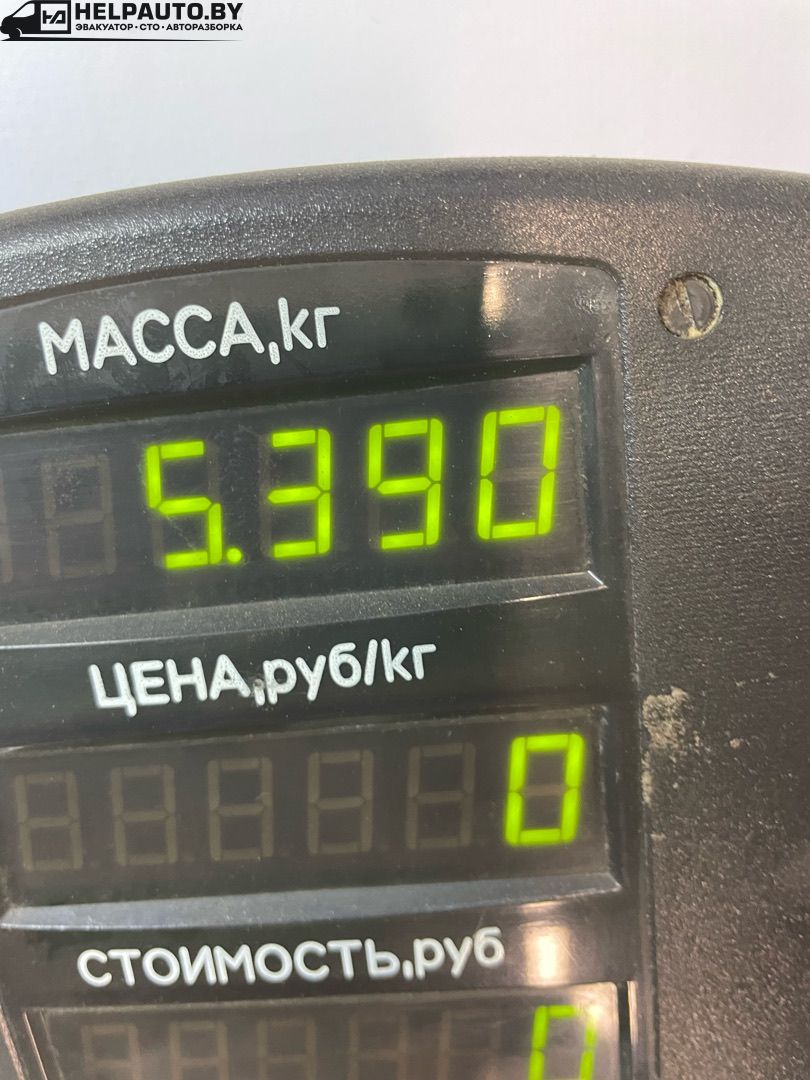 HELPAUTO.BY
ЭВАКУАТОР · СТО · АВТОРАЗБОРКА
МАССА,кг
5.390
ЦЕНА,руб/кг
0
СТОИМОСТЬ,руб
0